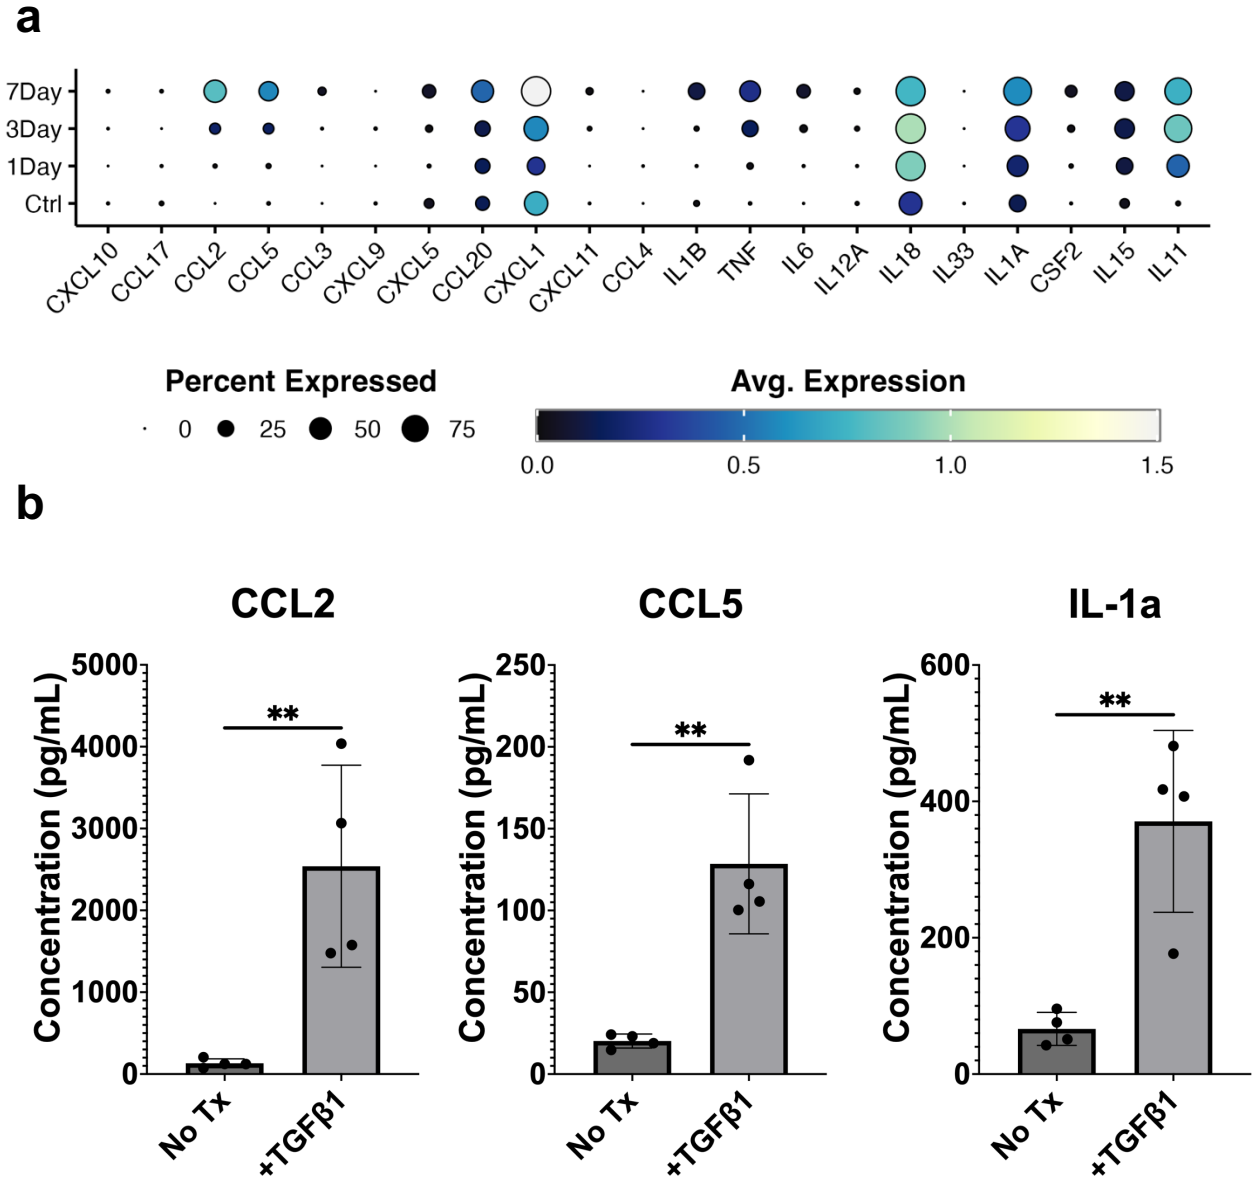 a
7Day
3Day
1Day
Ctrl
CXCL10 CCL17 CCL2 CCL5 CCL3 CXCL9 CXCL5 CCL20 CXCL1 CXCL11 CCL4 IL1B TNF IL6 IL12A IL18 IL33 IL1A CSF2 IL15 IL11
Percent Expressed Avg. Expression
0 25 50 75
0.0 0.5 1.0 1.5
b
CCL2 CCL5 IL-1a
Concentration (pg/mL)
5000
4000
3000
2000
1000
0
**
No Tx
+TGFβ1
Concentration (pg/mL)
250
200
150
100
50
0
**
No Tx
+TGFβ1
Concentration (pg/mL)
600
400
200
0
**
No Tx
+TGFβ1